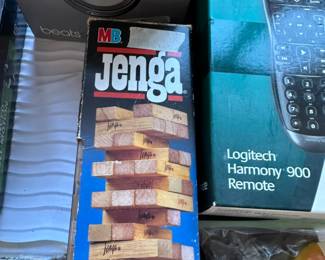 beats
MB
Jenga®
Logitech
Harmony® 900
Remote